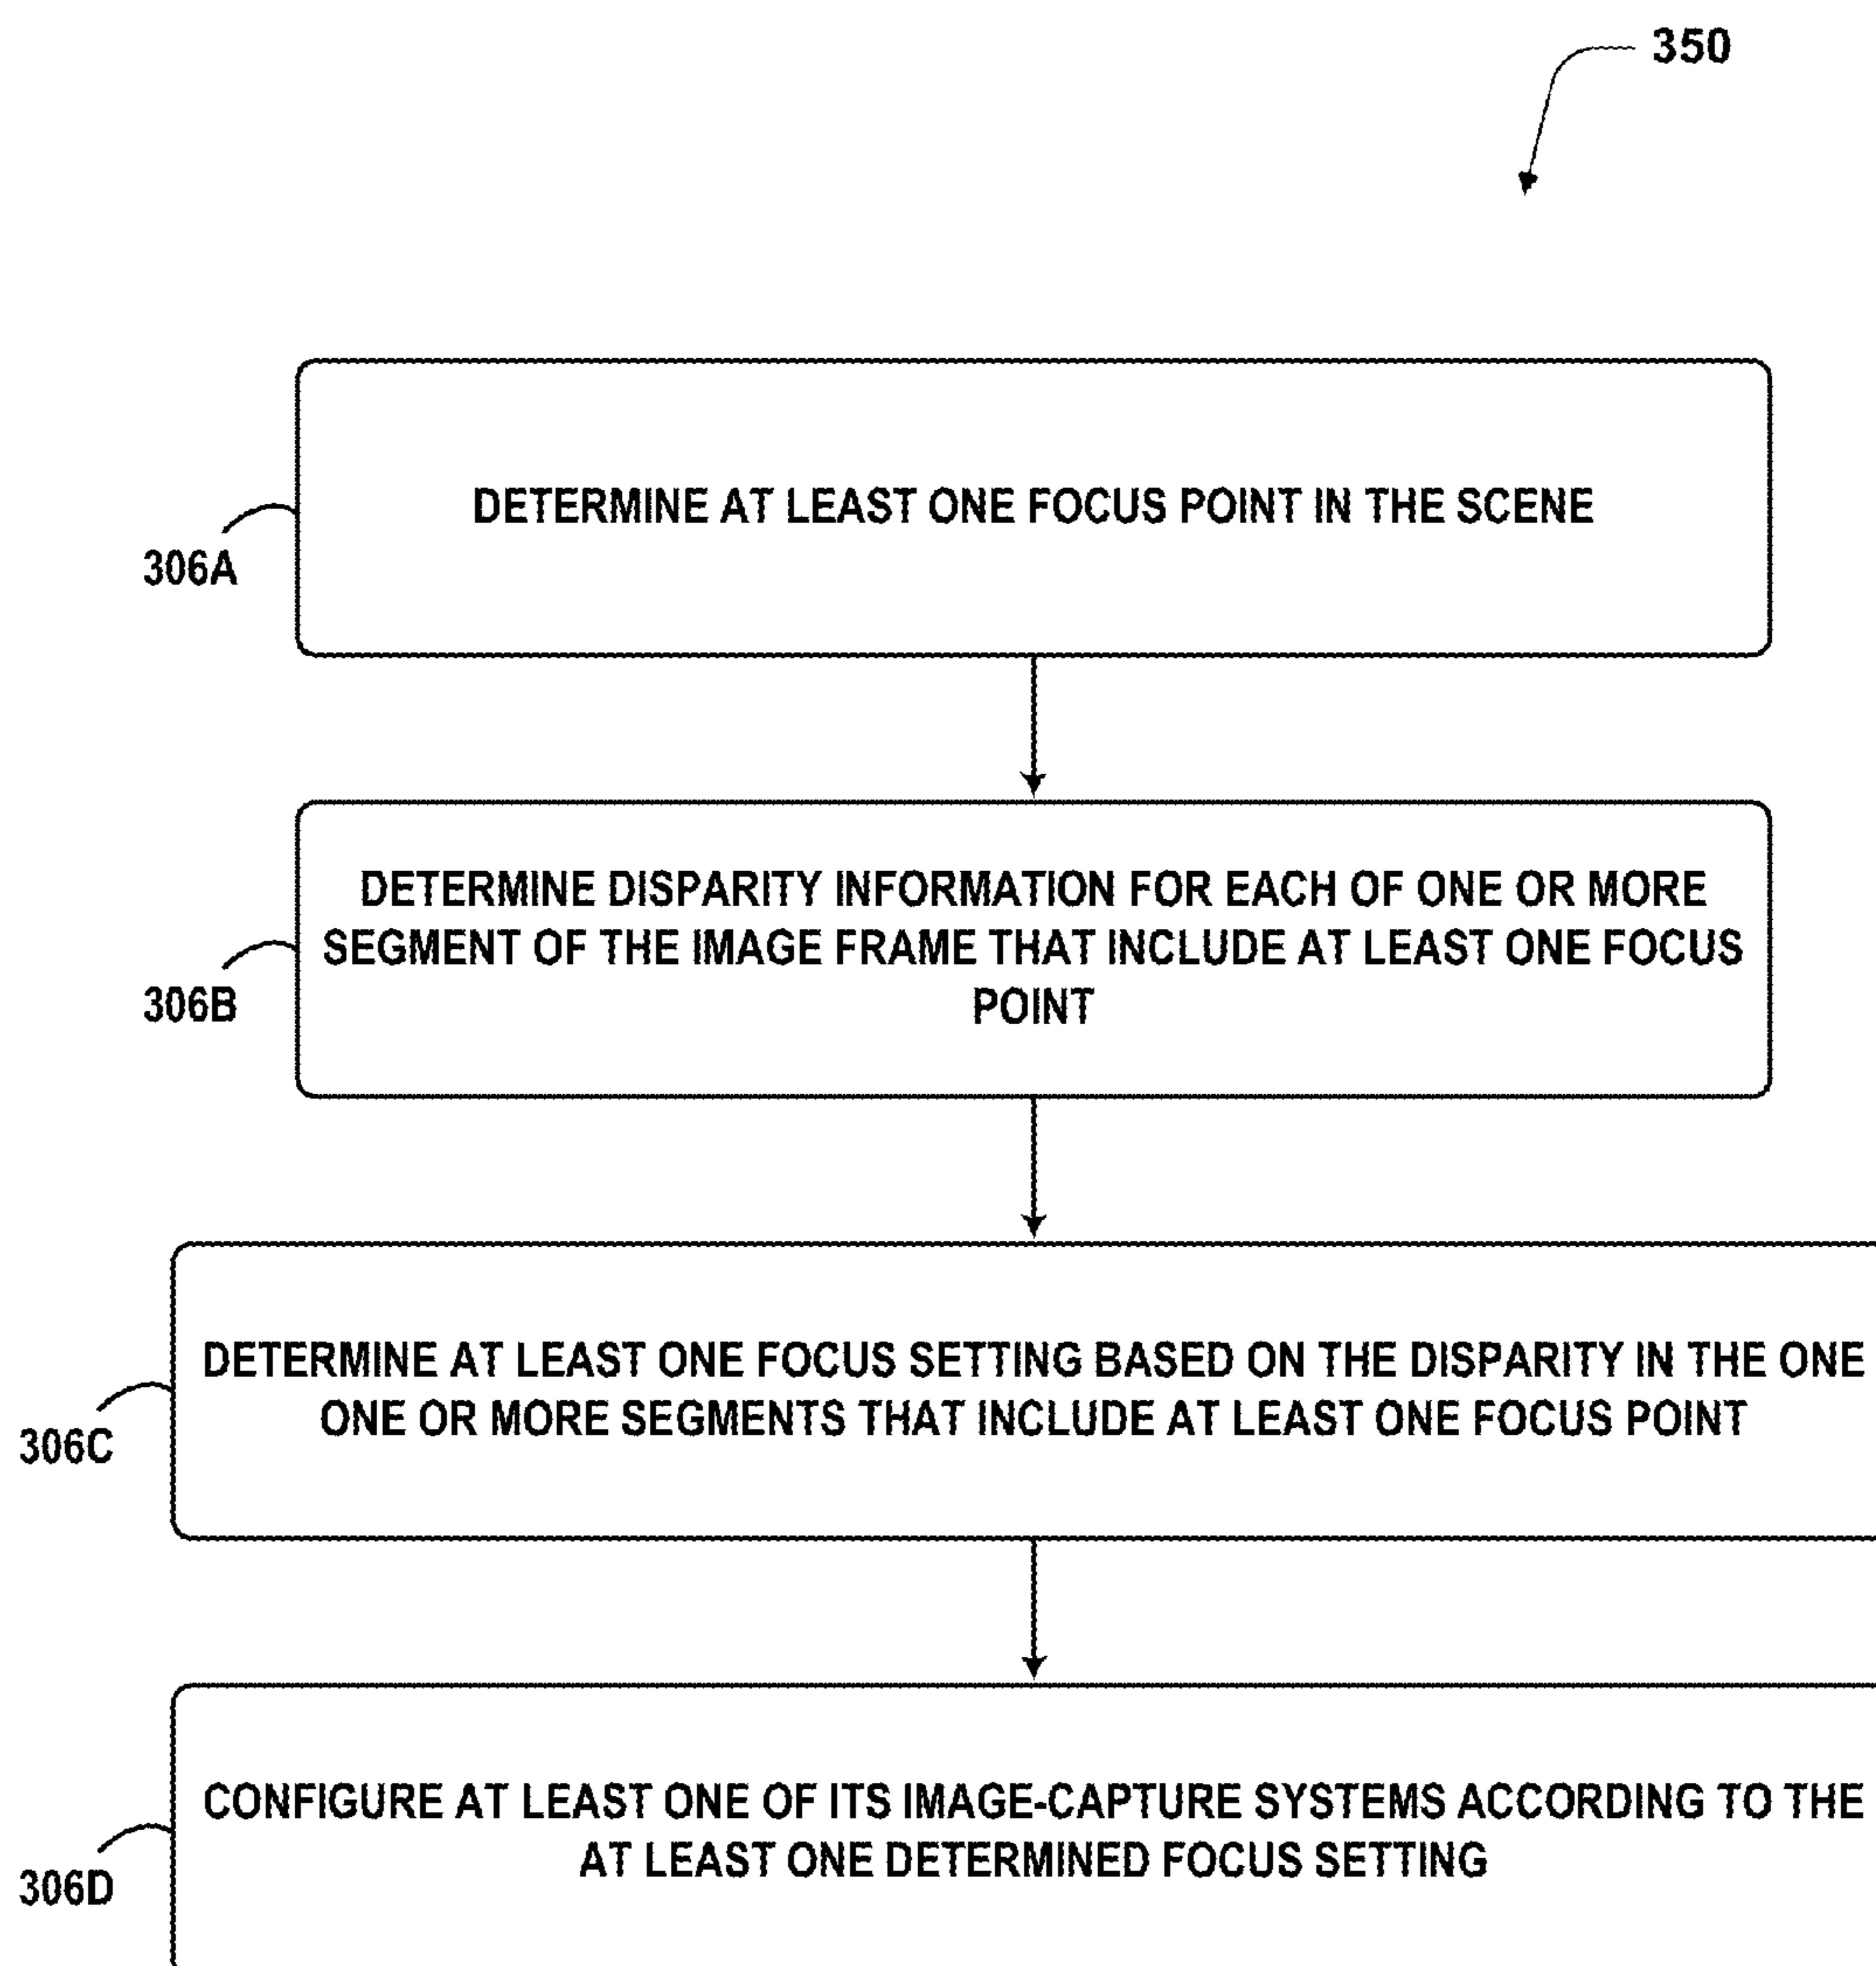 350
DETERMINE AT LEAST ONE FOCUS POINT IN THE SCENE
306A
DETERMINE DISPARITY INFORMATION FOR EACH OF ONE OR MORE
SEGMENT OF THE IMAGE FRAME THAT INCLUDE AT LEAST ONE FOCUS
POINT
306B
DETERMINE AT LEAST ONE FOCUS SETTING BASED ON THE DISPARITY IN THE ONE
ONE OR MORE SEGMENTS THAT INCLUDE AT LEAST ONE FOCUS POINT
306C
CONFIGURE AT LEAST ONE OF ITS IMAGE-CAPTURE SYSTEMS ACCORDING TO THE
AT LEAST ONE DETERMINED FOCUS SETTING
306D